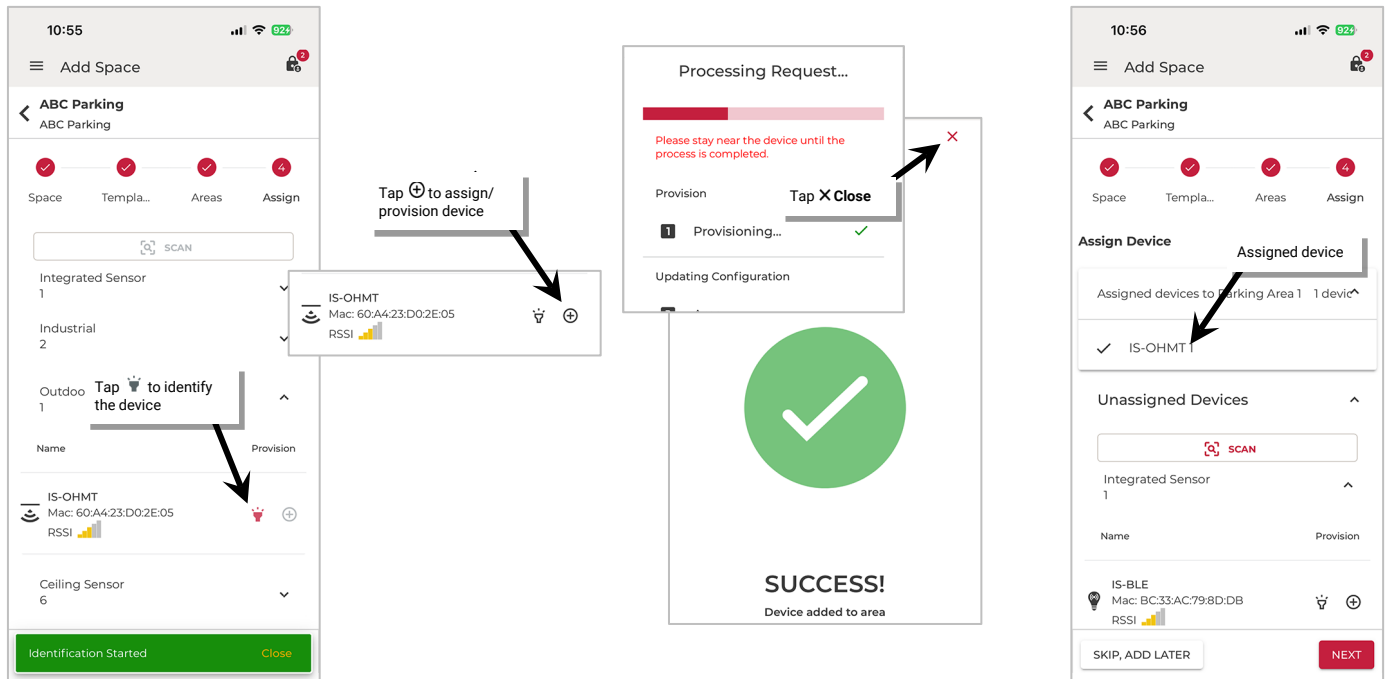 10:55
92
2
Add Space
ABC Parking
ABC Parking
4
Space
Templa...
Areas
Assign
SCAN
Integrated Sensor
1
Industrial
2
Outdoo
1
Tap to identify
the device
Name
Provision
IS-OHMT
Mac: 60:A4:23:D0:2E:05
RSSI
Ceiling Sensor
6
Identification Started
Close
Tap to assign/
provision device
IS-OHMT
Mac: 60:A4:23:D0:2E:05
RSSI
Processing Request...
Please stay near the device until the
process is completed.
Provision
Tap X Close
1
Provisioning...
Updating Configuration
SUCCESS!
Device added to area
10:56
92
2
Add Space
ABC Parking
ABC Parking
4
Space
Templa...
Areas
Assign
Assign Device
Assigned device
Assigned devices to Parking Area 1
1 devic
IS-OHMT 1
Unassigned Devices
SCAN
Integrated Sensor
1
Name
Provision
IS-BLE
Mac: BC:33:AC:79:8D:DB
RSSI
SKIP, ADD LATER
NEXT